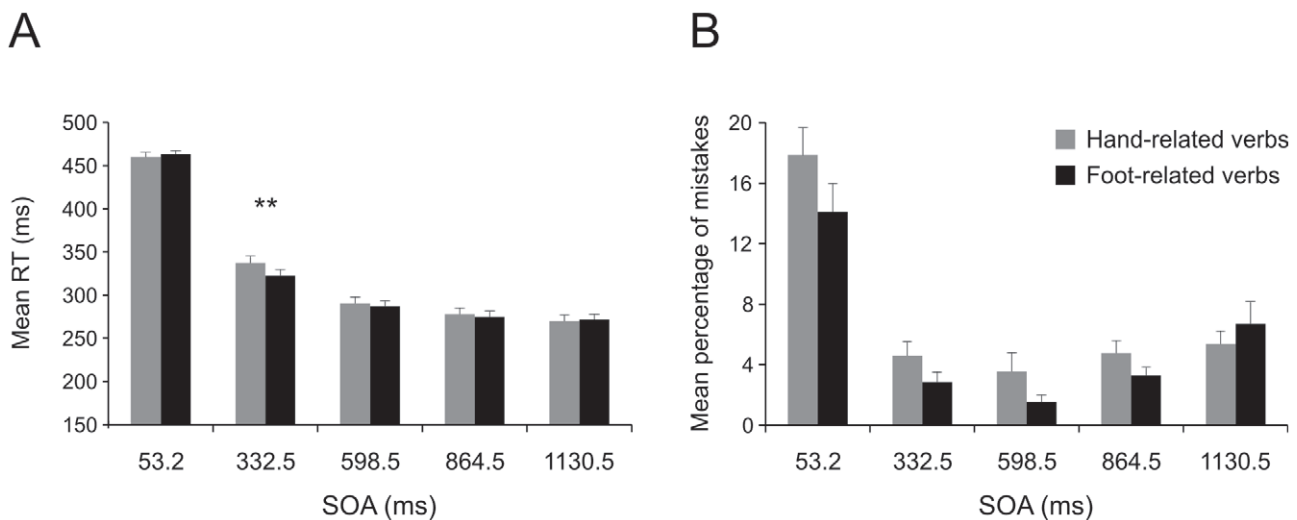 A
Mean RT (ms)
500
450
400
350
300
250
200
150
**
53.2 332.5 598.5 864.5 1130.5
SOA (ms)
B
Mean percentage of mistakes
20
16
12
8
4
0
Hand-related verbs
Foot-related verbs
53.2 332.5 598.5 864.5 1130.5
SOA (ms)